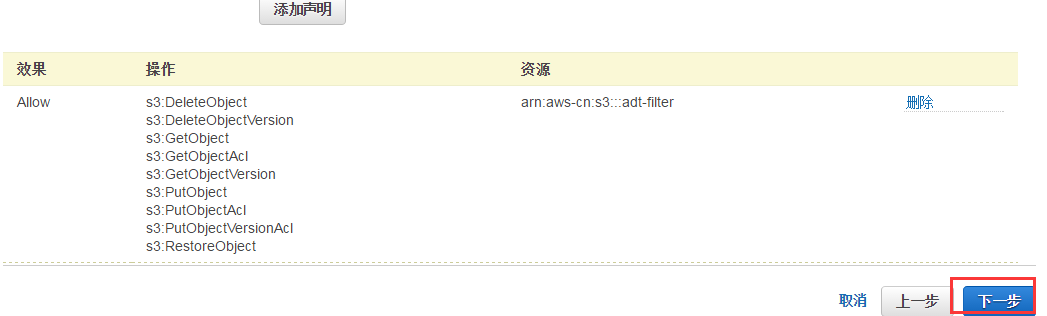 添加声明
效果 操作 资源
Allow s3:DeleteObject arn:aws-cn:s3:::adt-filter 删除
s3:DeleteObjectVersion
s3:GetObject
s3:GetObjectAcl
s3:GetObjectVersion
s3:PutObject
s3:PutObjectAcl
s3:PutObjectVersionAcl
s3:RestoreObject
取消 上一步 下一步